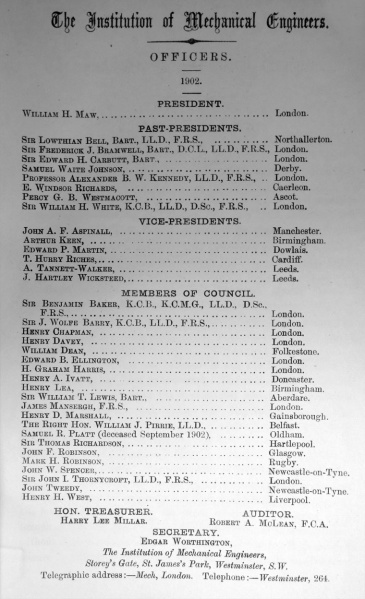 The Institution of Mechanical Engineers.
OFFICERS.
1902.
PRESIDENT.
William H. Maw, .. London.
PAST-PRESIDENTS.
Sir Lowthian Bell, Bart., LL.D., F.R.S., .. Northallerton.
Sir Frederick J. Bramwell, Bart., D.C.L., LL.D., F.R.S., London.
Sir Edward H. Carbutt, Bart., .. London.
Samuel Waite Johnson, .. Derby.
Professor Alexander B. W. Kennedy, LL.D., F.R.S., .. London.
E. Windsor Richards, .. Caerleon.
Percy G. B. Westmacott, .. Ascot.
Sir William H. White, K.C.B., LL.D., D.Sc., F.R.S., .. London.
VICE-PRESIDENTS.
John A. F. Aspinall, .. Manchester.
Arthur Keen, .. Birmingham.
Edward P. Martin, .. Dowlais.
T. Hurry Riches, .. Cardiff.
A. Tannett-Walker, .. Leeds.
J. Hartley Wicksteed, .. Leeds.
MEMBERS OF COUNCIL.
Sir Benjamin Baker, K.C.B., K.C.M.G., LL.D., D.Sc.,
F.R.S., .. London.
Sir J. Wolfe Barry, K.C.B., LL.D., F.R.S., .. London.
Henry Chapman, .. London.
Henry Davey, .. London.
William Dean, .. Folkestone.
Edward B. Ellington, .. London.
H. Graham Harris, .. London.
Henry A. Ivatt, .. Doncaster.
Henry Lea, .. Birmingham.
Sir William T. Lewis, Bart., .. Aberdare.
James Mansergh, F.R.S., .. London.
Henry D. Marshall, .. Gainsborough.
The Right Hon. William J. Pirrie, LL.D., .. Belfast.
Samuel R. Platt (deceased September 1902), .. Oldham.
Sir Thomas Richardson, .. Hartlepool.
John F. Robinson, .. Glasgow.
Mark H. Robinson, .. Rugby.
John W. Spencer, .. Newcastle-on-Tyne.
Sir John I. Thornycroft, LL.D., F.R.S., .. London.
John Tweedy, .. Newcastle-on-Tyne.
Henry H. West, .. Liverpool.
HON. TREASURER. AUDITOR.
Harry Lee Millar. Robert A. McLean, F.C.A.
SECRETARY.
Edgar Worthington,
The Institution of Mechanical Engineers,
Storey's Gate, St. James's Park, Westminster, S.W.
Telegraphic address:—Mech, London. Telephone:—Westminster, 264.